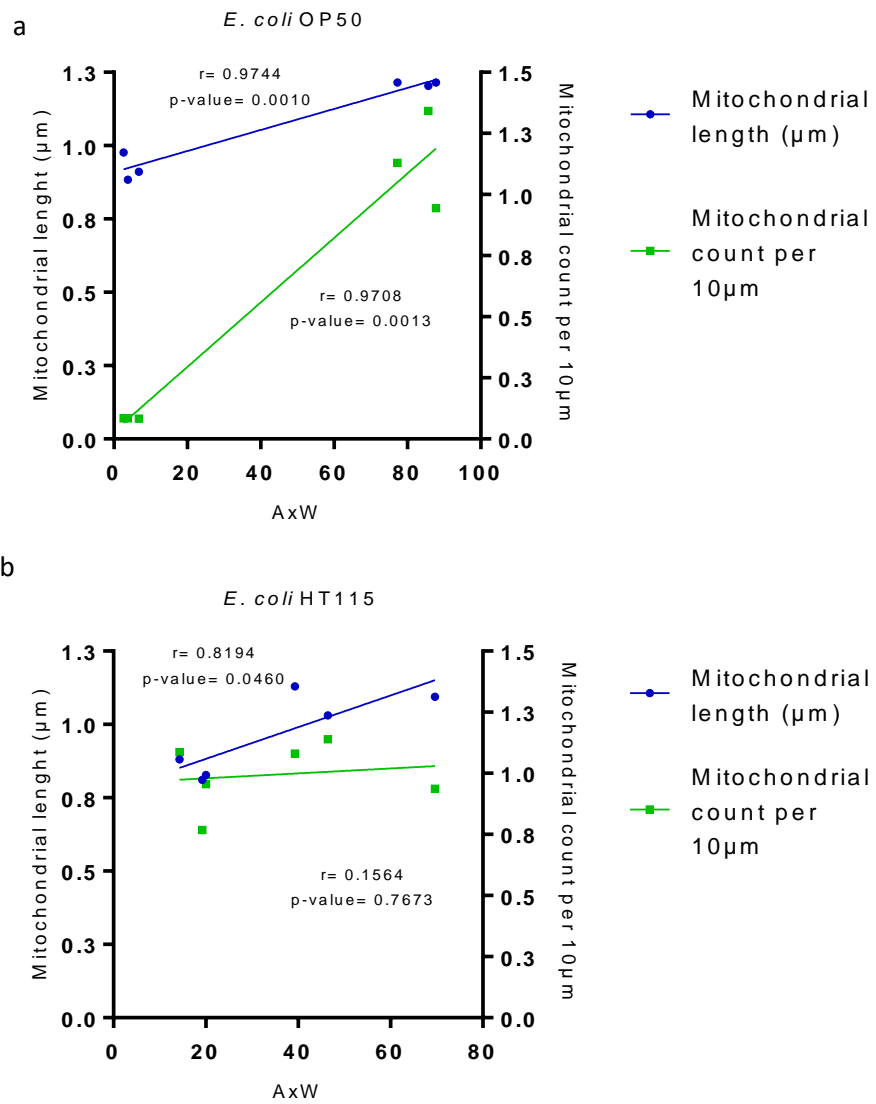 a
E. coli OP50
r= 0.9744
p-value= 0.0010
r= 0.9708
p-value= 0.0013
Mitochondrial lenght (µm)
1.3
1.0
0.8
0.5
0.3
0.0
Mitochondrial count per 10µm
1.5
1.3
1.0
0.8
0.5
0.3
0.0
0 20 40 60 80 100
AxW
Mitochondrial
length (µm)
Mitochondrial
count per
10µm
b
E. coli HT115
r= 0.8194
p-value= 0.0460
r= 0.1564
p-value= 0.7673
Mitochondrial lenght (µm)
1.3
1.0
0.8
0.5
0.3
0.0
Mitochondrial count per 10µm
1.5
1.3
1.0
0.8
0.5
0.3
0.0
0 20 40 60 80
AxW
Mitochondrial
length (µm)
Mitochondrial
count per
10µm